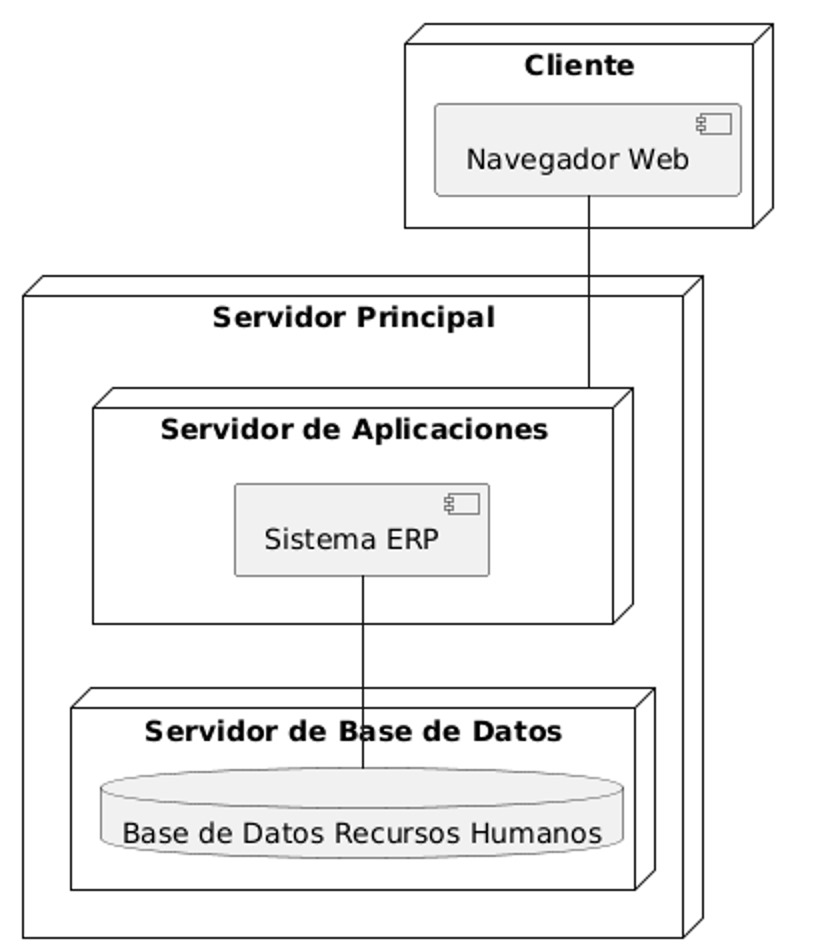 Cliente
Navegador Web
Servidor Principal
Servidor de Aplicaciones
Sistema ERP
Servidor de Base de Datos
Base de Datos Recursos Humanos